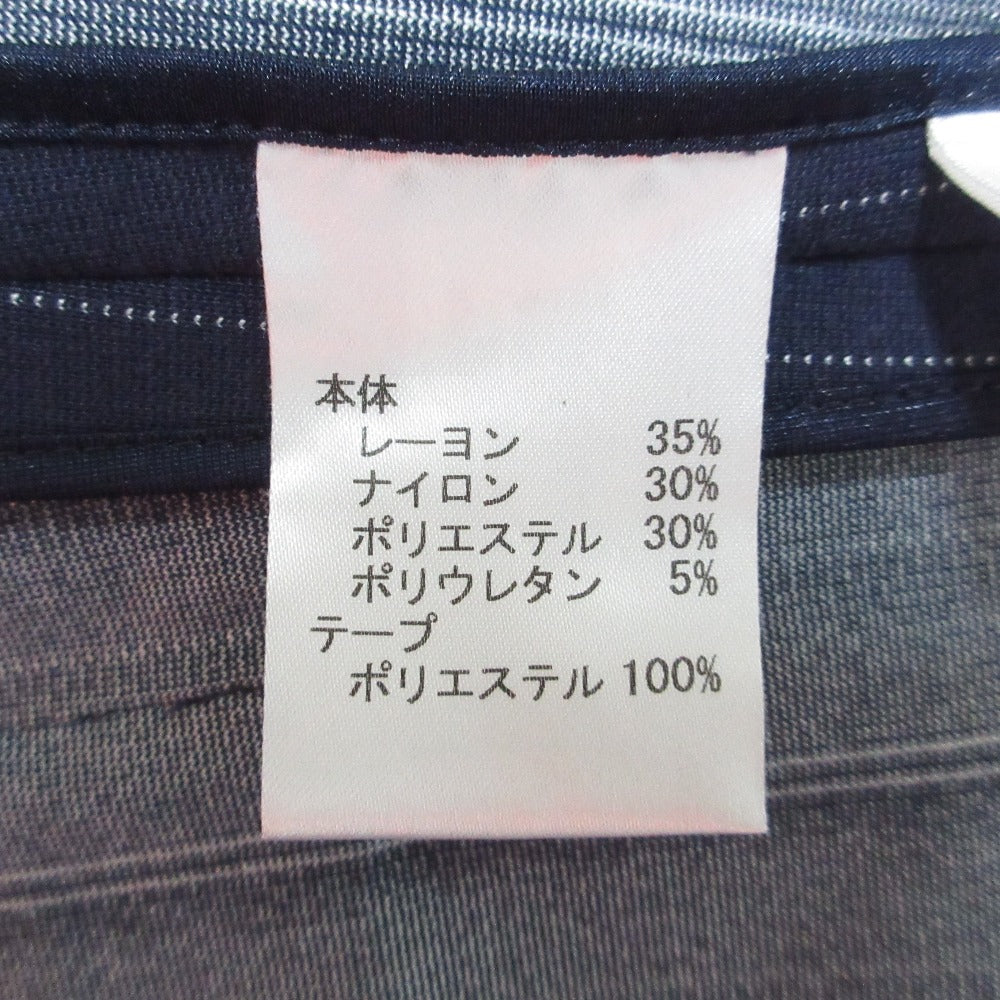 本体
レーヨン 35%
ナイロン 30%
ポリエステル 30%
ポリウレタン 5%
テープ
ポリエステル 100%